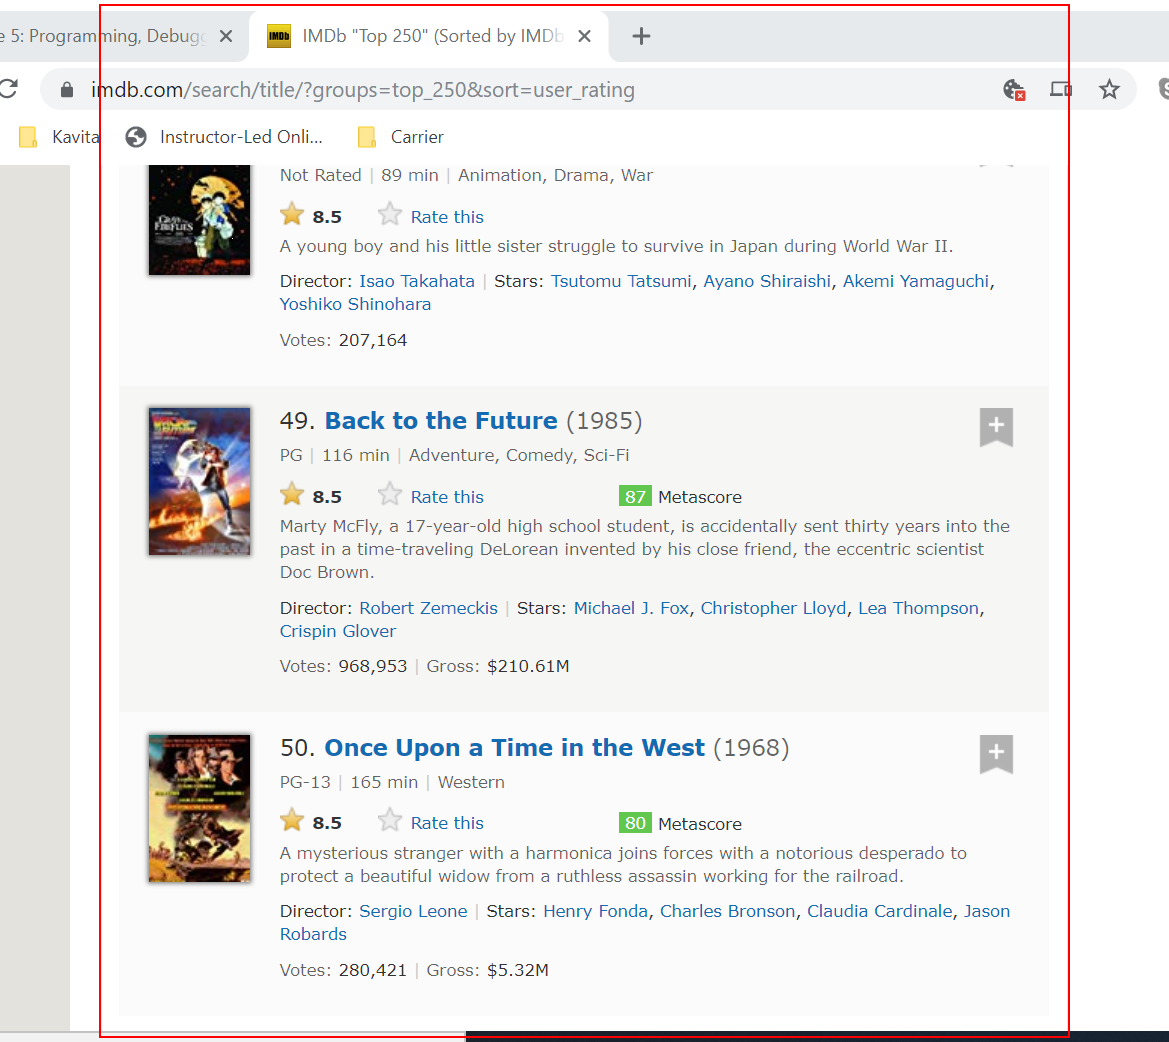 e 5: Programming, Debugg
IMDb "Top 250" (Sorted by IMDb
imdb.com/search/title/?groups=top_250&sort=user_rating
Kavita
Instructor-Led Onli...
Carrier
Not Rated | 89 min | Animation, Drama, War
8.5 Rate this
A young boy and his little sister struggle to survive in Japan during World War II.
Director: Isao Takahata | Stars: Tsutomu Tatsumi, Ayano Shiraishi, Akemi Yamaguchi,
Yoshiko Shinohara
Votes: 207,164
49. Back to the Future (1985)
PG | 116 min | Adventure, Comedy, Sci-Fi
8.5 Rate this 87 Metascore
Marty McFly, a 17-year-old high school student, is accidentally sent thirty years into the
past in a time-traveling DeLorean invented by his close friend, the eccentric scientist
Doc Brown.
Director: Robert Zemeckis | Stars: Michael J. Fox, Christopher Lloyd, Lea Thompson,
Crispin Glover
Votes: 968,953 | Gross: $210.61M
50. Once Upon a Time in the West (1968)
PG-13 | 165 min | Western
8.5 Rate this 80 Metascore
A mysterious stranger with a harmonica joins forces with a notorious desperado to
protect a beautiful widow from a ruthless assassin working for the railroad.
Director: Sergio Leone | Stars: Henry Fonda, Charles Bronson, Claudia Cardinale, Jason
Robards
Votes: 280,421 | Gross: $5.32M